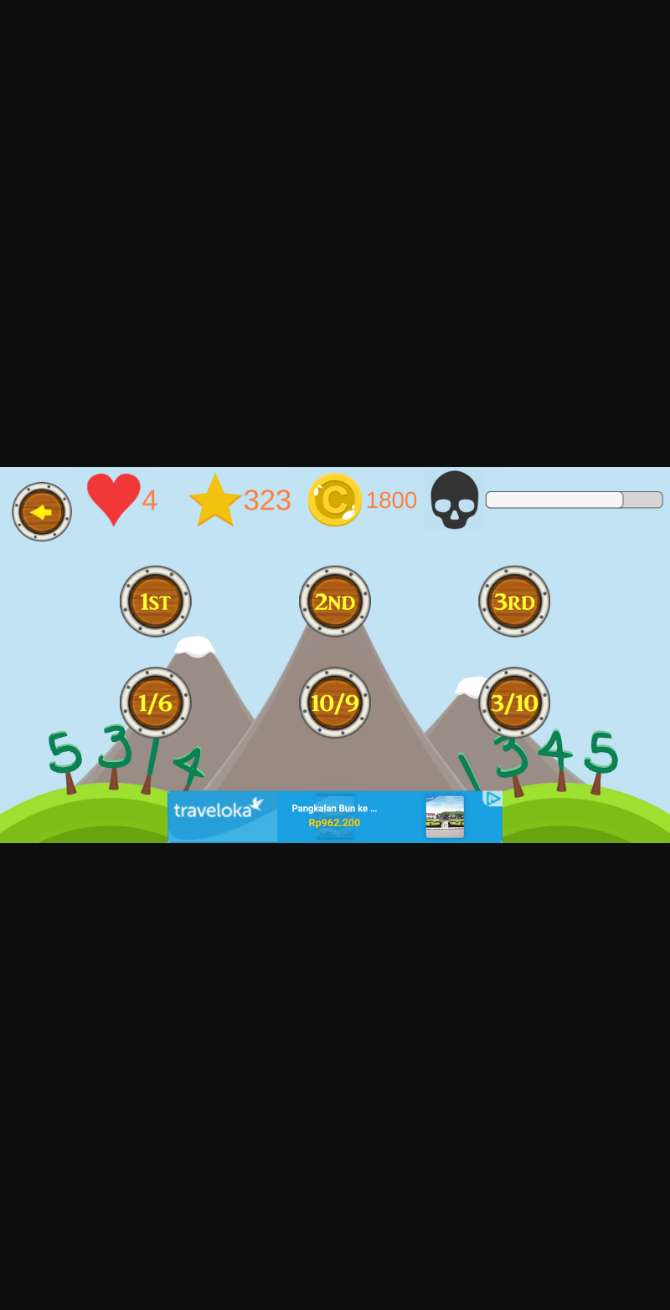 4 323 1800
1ST 2ND 3RD
1/6 10/9 3/10
5 3 1 4 1 3 4 5
traveloka
Pangkalan Bun ke ...
Rp962.200